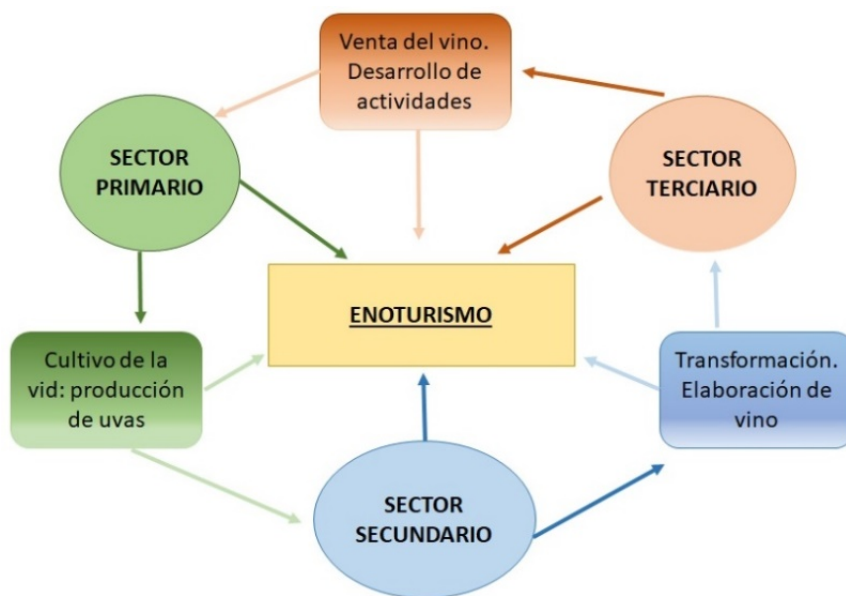 Venta del vino.
Desarrollo de
actividades
SECTOR
PRIMARIO
SECTOR
TERCIARIO
ENOTURISMO
Cultivo de la
vid: producción
de uvas
Transformación.
Elaboración de
vino
SECTOR
SECUNDARIO